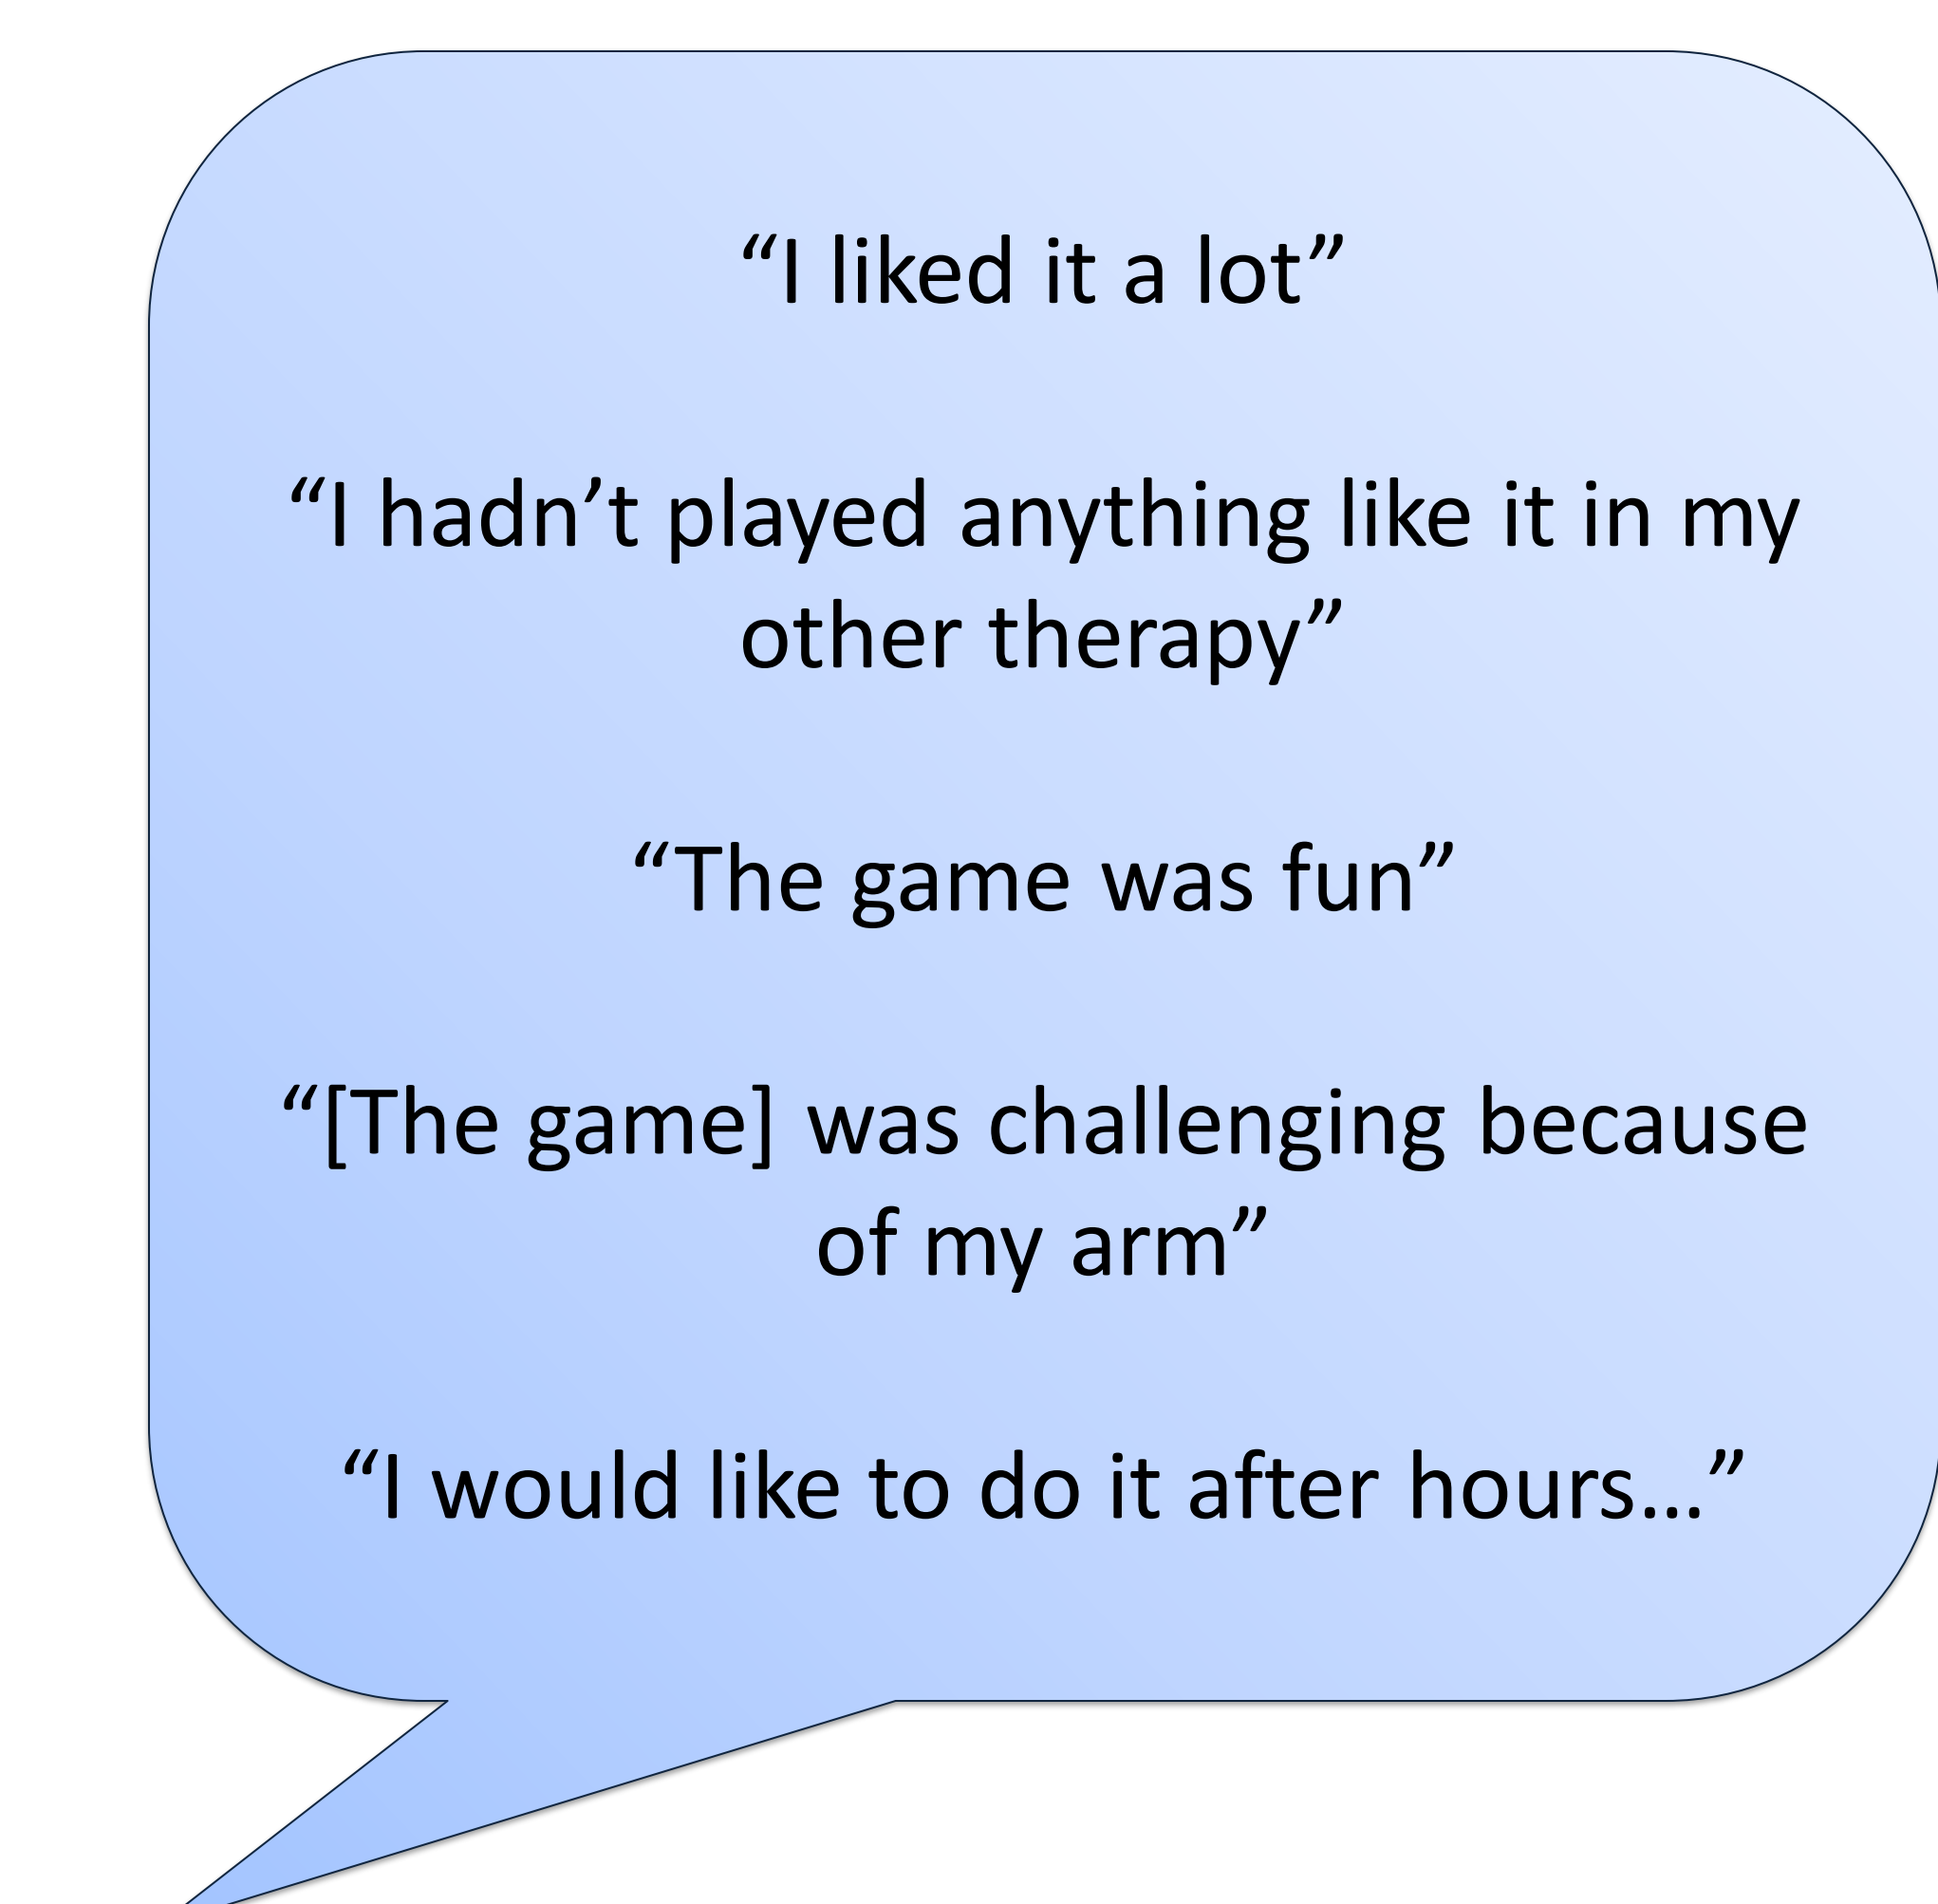 “I liked it a lot”
“I hadn’t played anything like it in my
other therapy”
“The game was fun”
“[The game] was challenging because
of my arm”
“I would like to do it after hours…”